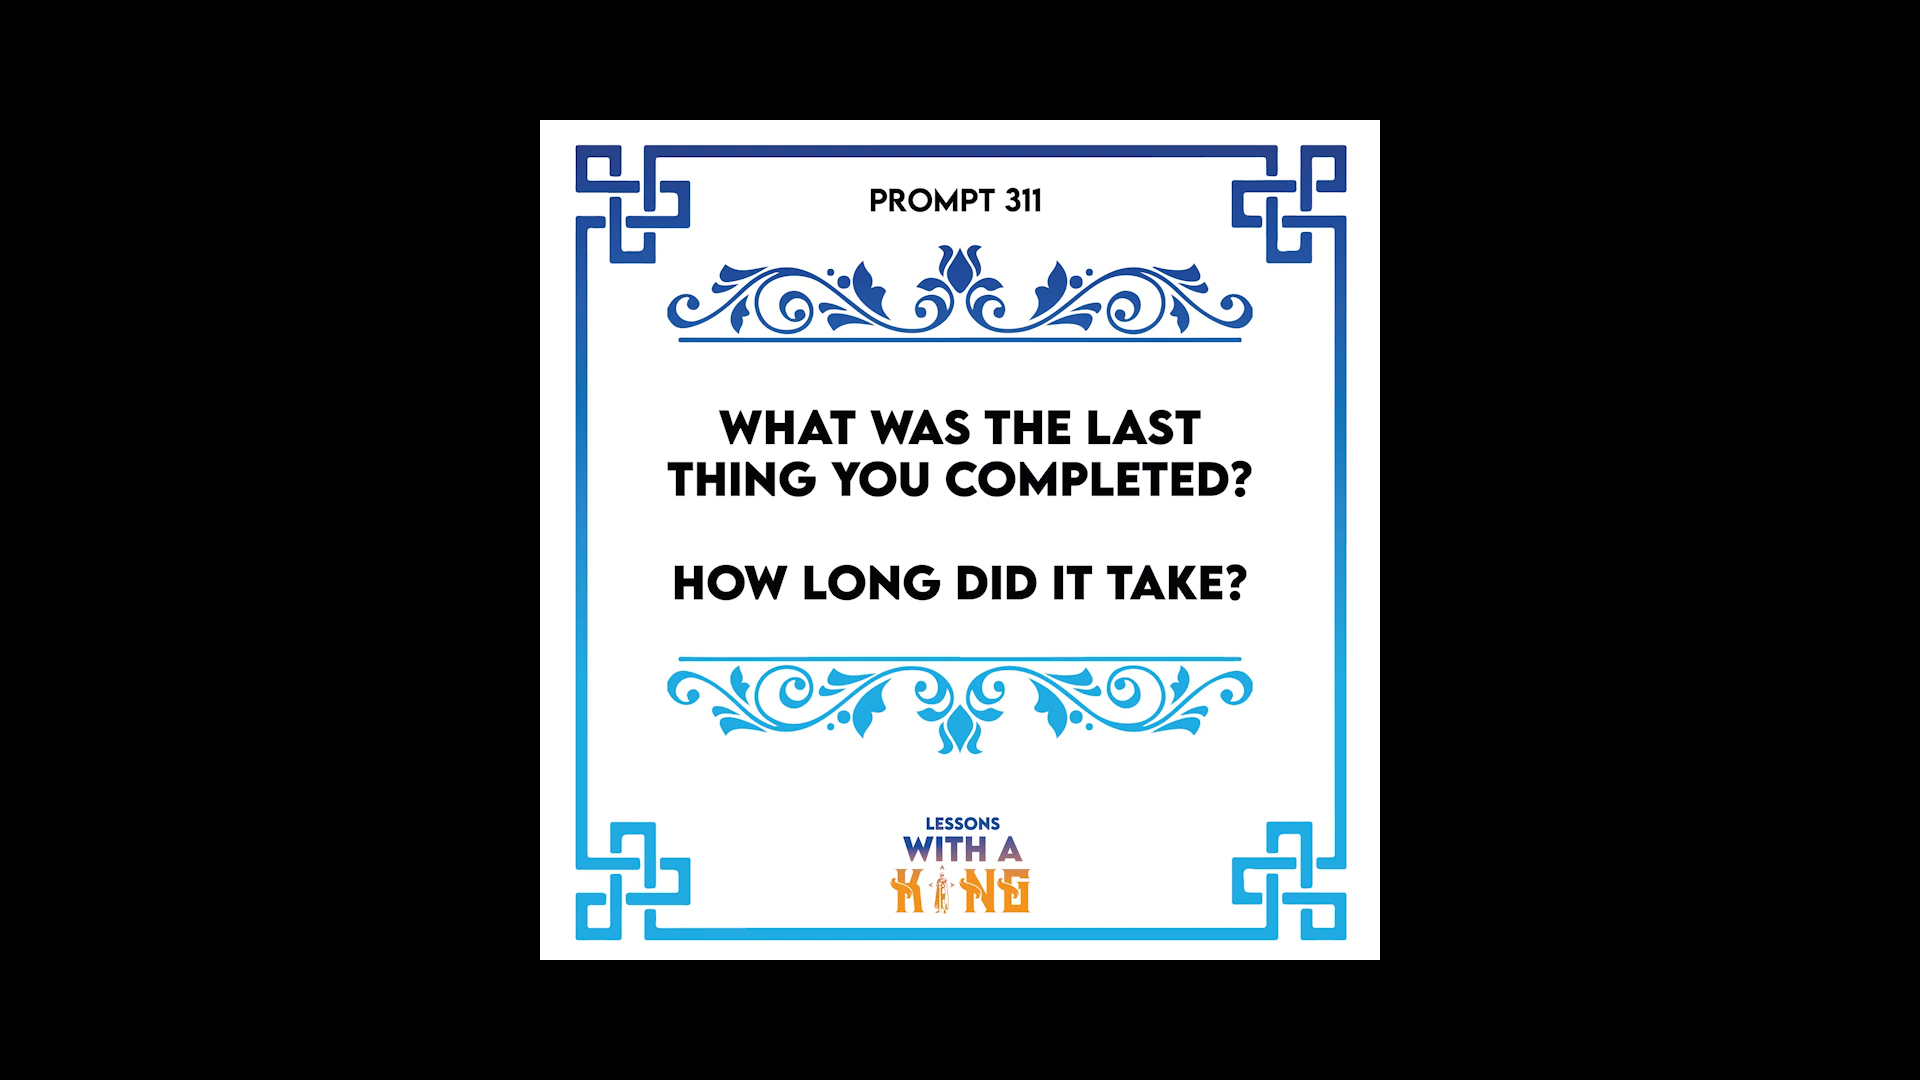 PROMPT 311
WHAT WAS THE LAST
THING YOU COMPLETED?
HOW LONG DID IT TAKE?
LESSONS
WITH A
KING